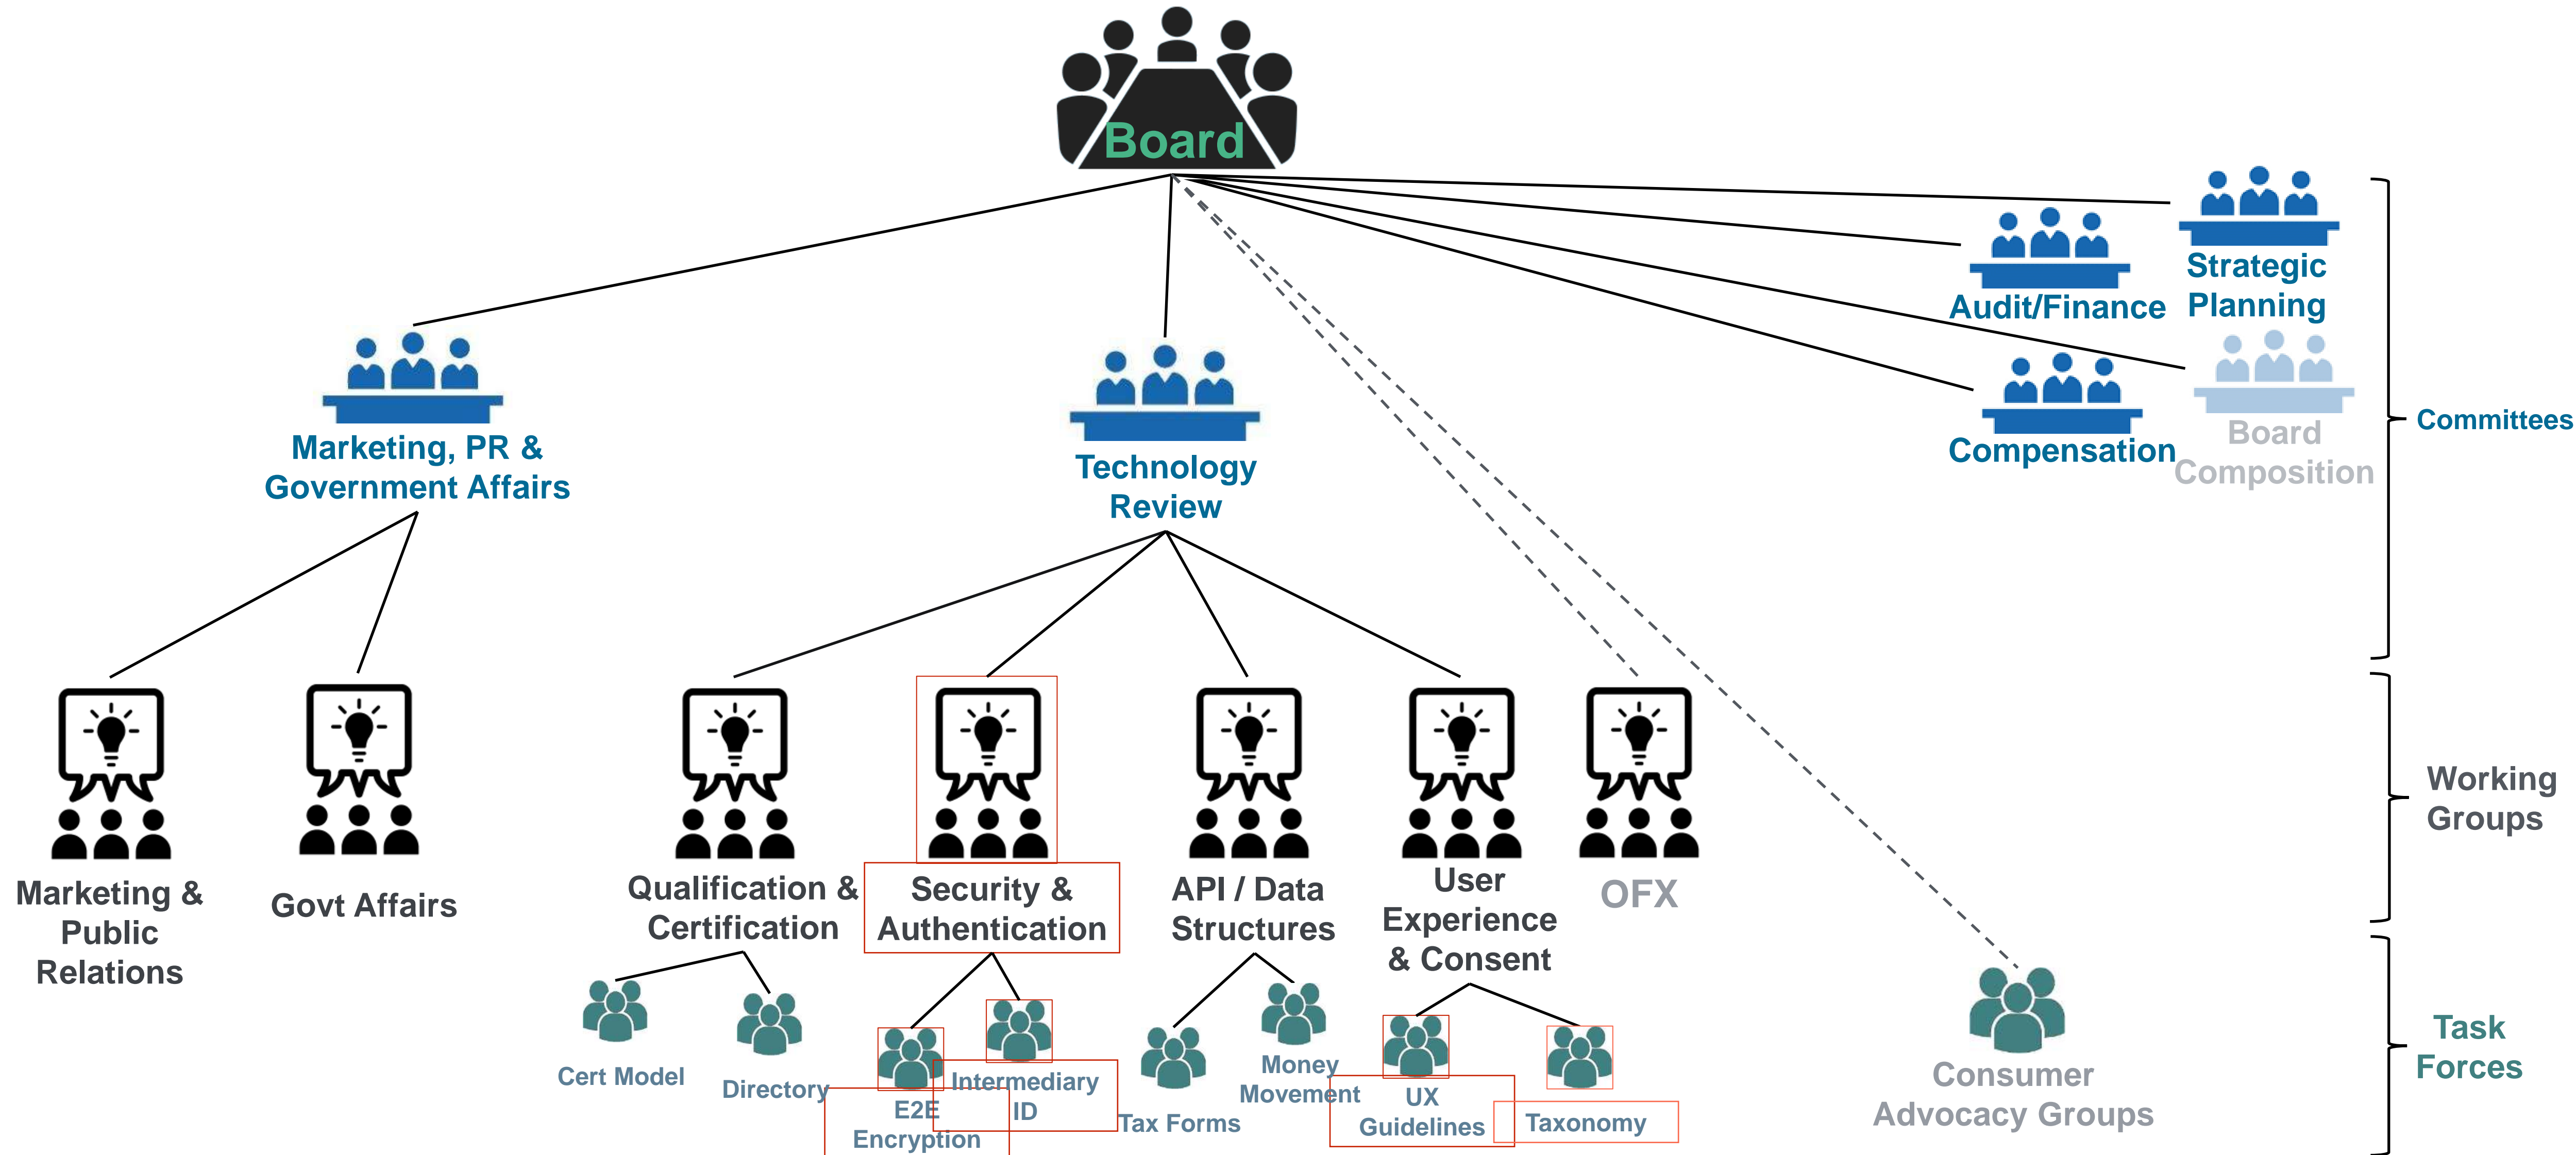 Board
Strategic
Planning
Audit/Finance
Compensation
Board
Composition
Committees
Marketing, PR &
Government Affairs
Technology
Review
Working
Groups
Marketing &
Public
Relations
Govt Affairs
Qualification &
Certification
Security &
Authentication
API / Data
Structures
User
Experience
& Consent
OFX
Task
Forces
Cert Model
Directory
E2E
Encryption
Intermediary
ID
Tax Forms
Money
Movement
UX
Guidelines
Taxonomy
Consumer
Advocacy Groups